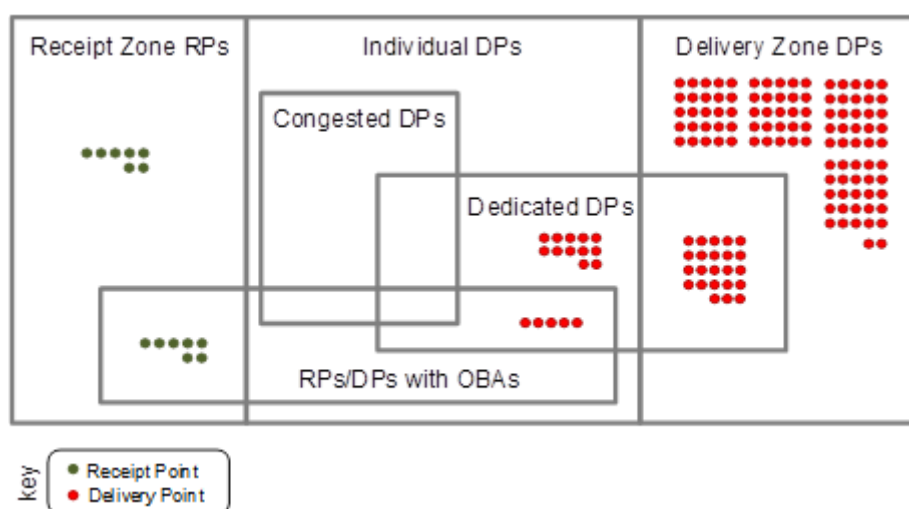 Receipt Zone RPs
Individual DPs
Delivery Zone DPs
Congested DPs
Dedicated DPs
RPs/DPs with OBAs
key
Receipt Point
Delivery Point